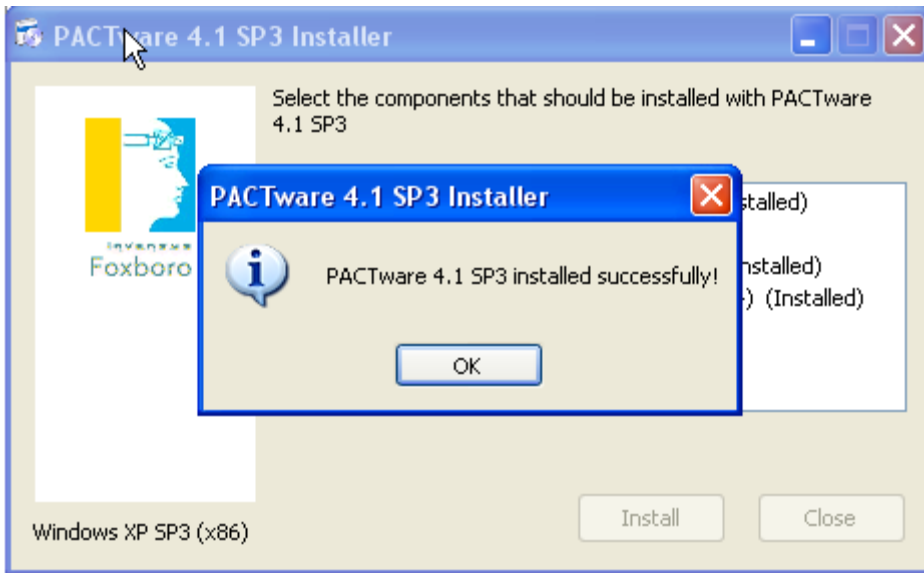 PACTware 4.1 SP3 Installer
Select the components that should be installed with PACTware
4.1 SP3
PACTware 4.1 SP3 Installer
stalled)
PACTware 4.1 SP3 installed successfully!
nstalled)
) (Installed)
OK
invensys
Foxboro
Install
Close
Windows XP SP3 (x86)